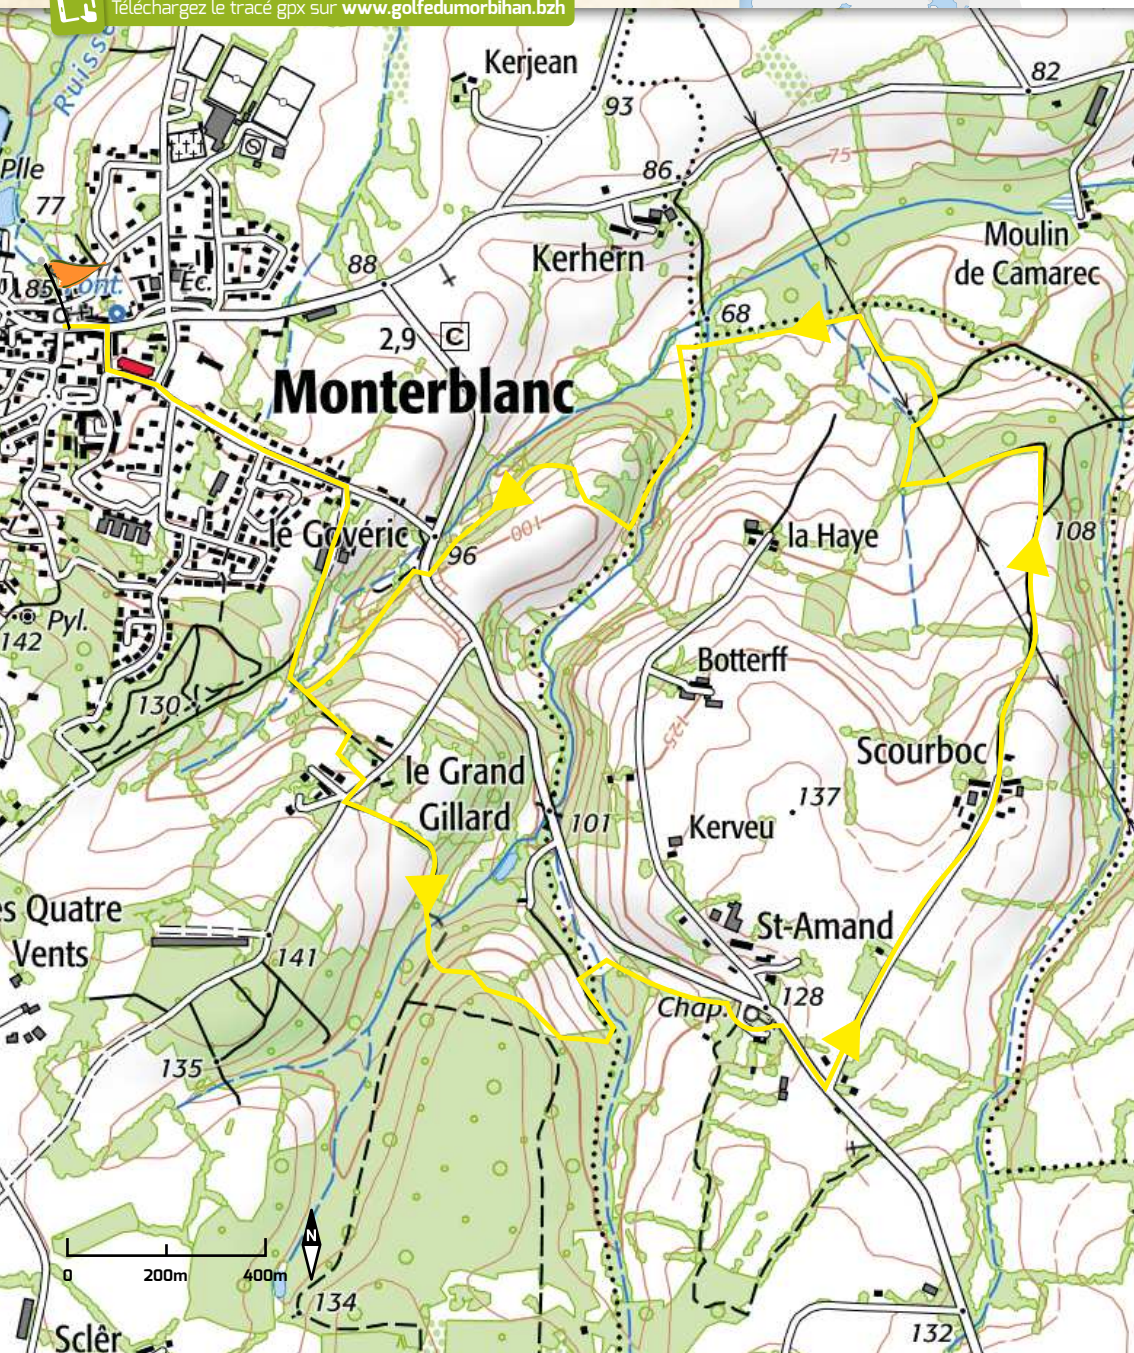 Téléchargez le tracé gpx sur www.golfedumorbihan.bzh
Kerjean
82
93
Plle
75
86
77
Moulin
de Camarec
Kerhern
88
Éc.
85
Font.
68
2,9 C
Monterblanc
le Govéric
96
100
la Haye
108
Pyl.
142
Botterff
130
125
Scourboc
le Grand
Gillard
137
101
Kerveu
es Quatre
Vents
St-Amand
141
128
Chap.
135
N
0 200m 400m
134
Sclêr
132